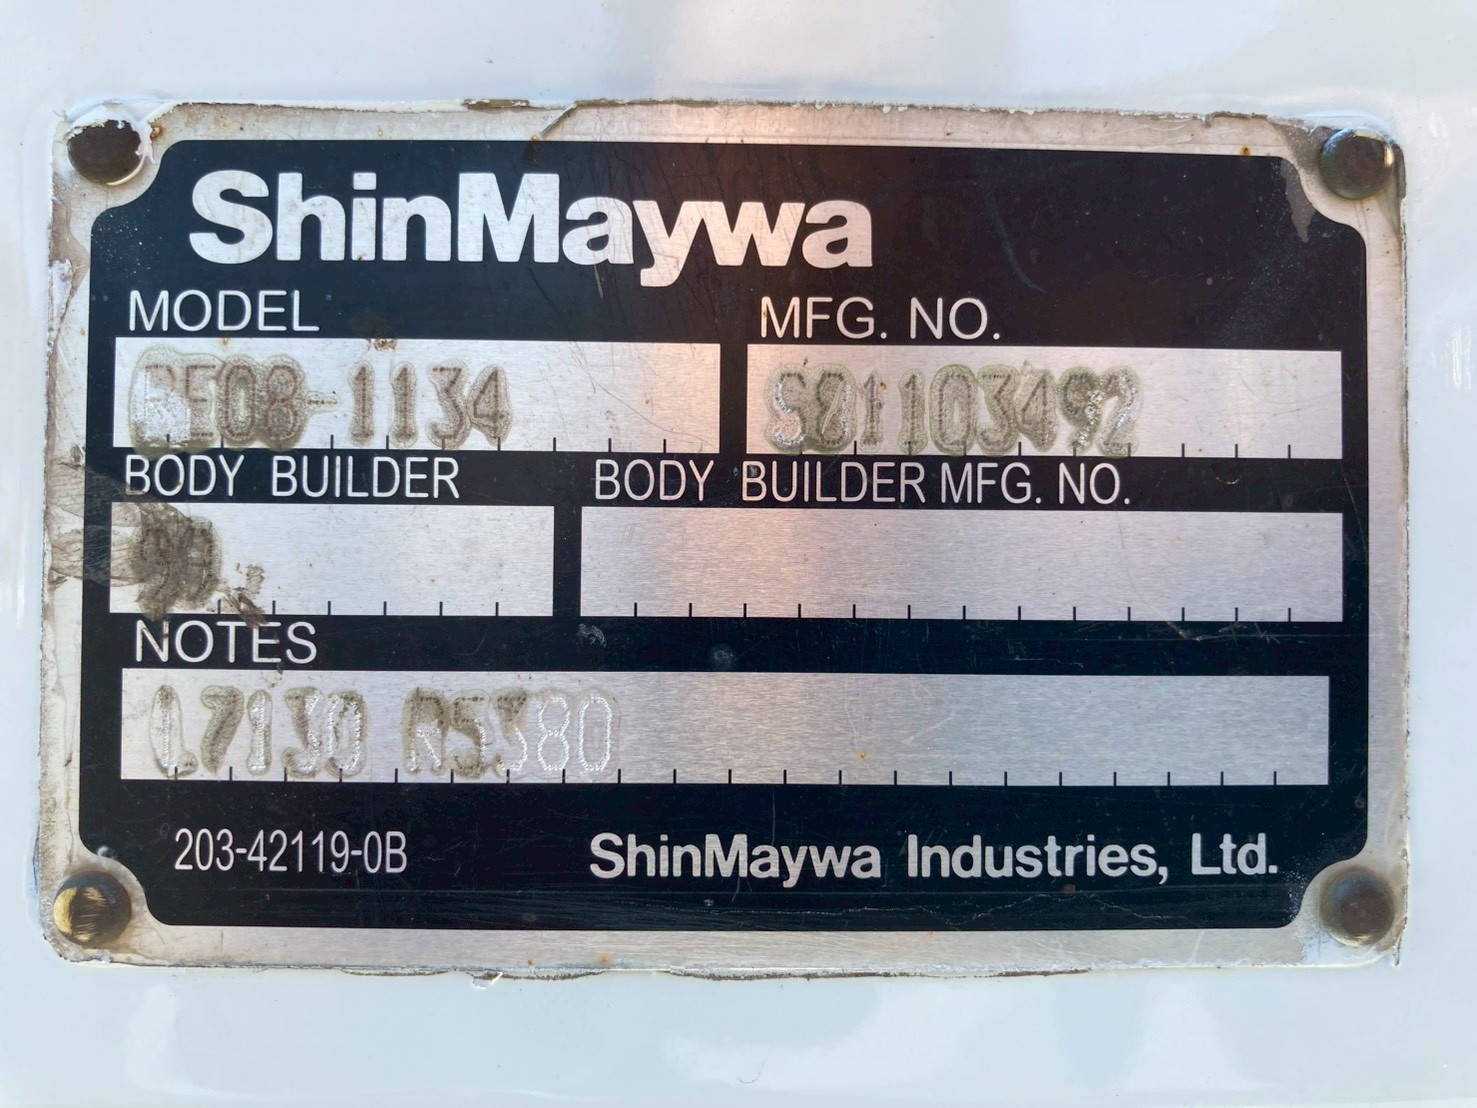 ShinMaywa
MODEL MFG. NO.
RE08-1134 S01103492
BODY BUILDER BODY BUILDER MFG. NO.
NOTES
L7130 R5380
203-42119-0B ShinMaywa Industries, Ltd.